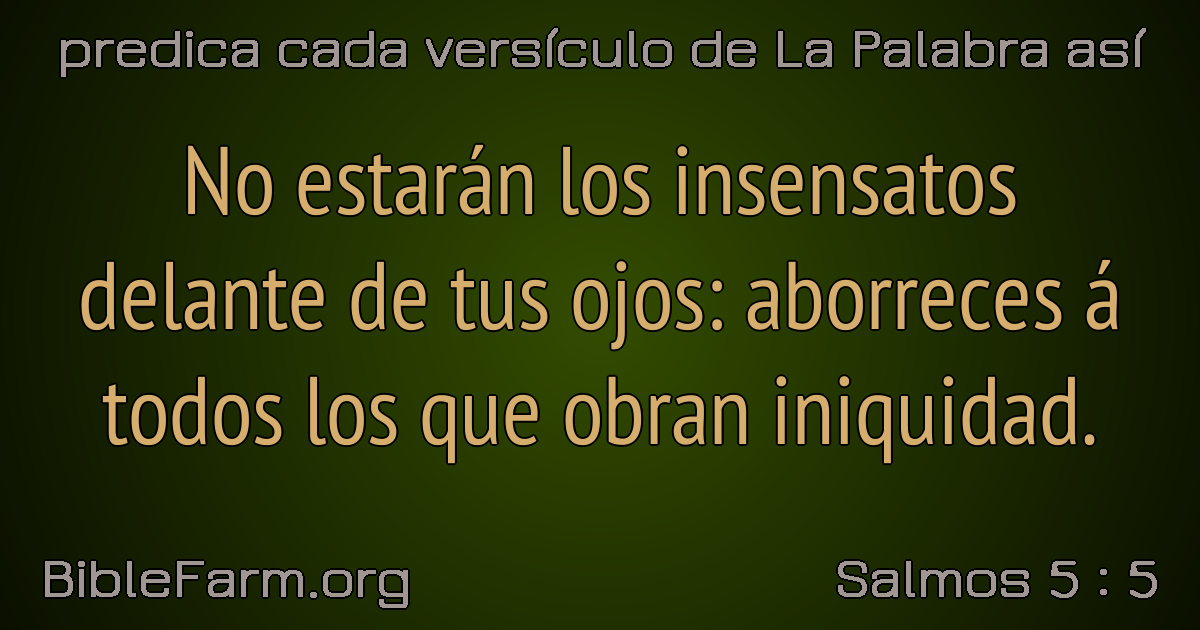 predica cada versículo de La Palabra así
No estarán los insensatos
delante de tus ojos: aborreces á
todos los que obran iniquidad.
BibleFarm.org
Salmos 5 : 5